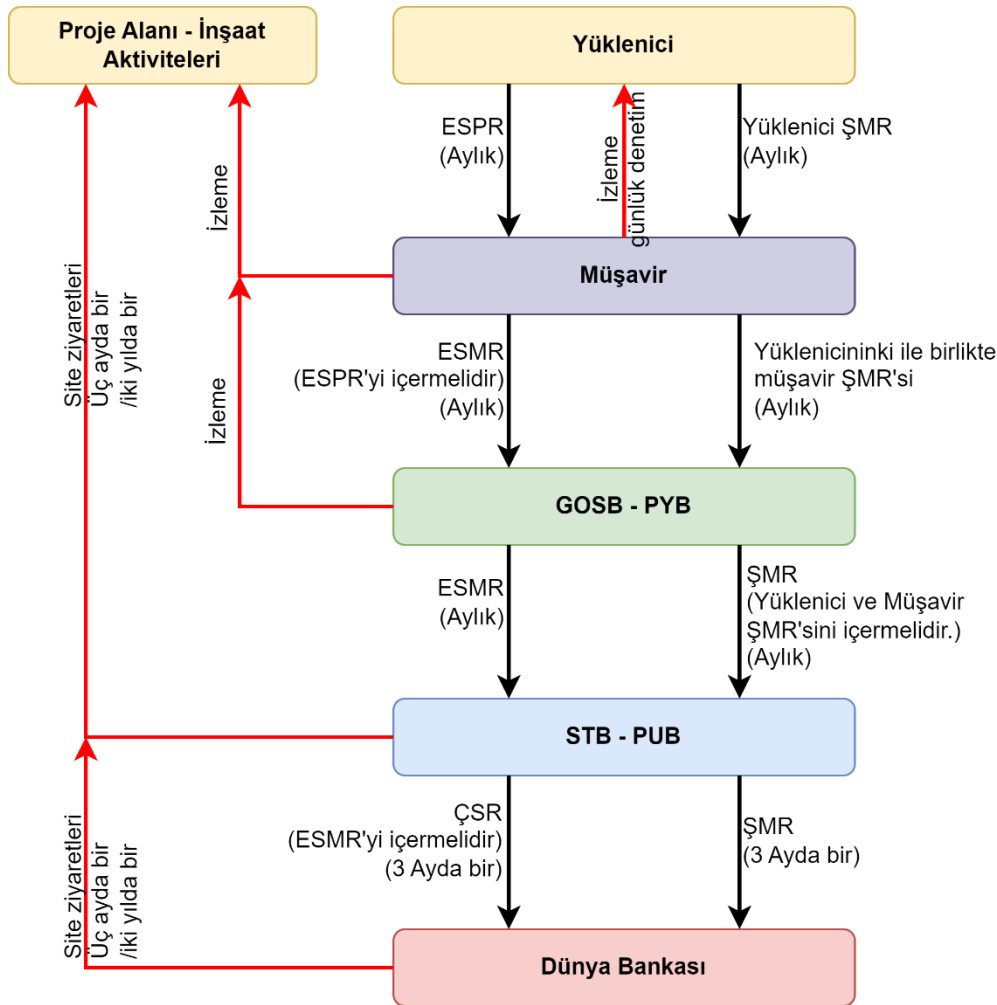 Proje Alanı - İnşaat
Aktiviteleri
Yüklenici
ESPR
(Aylık)
İzleme
günlük denetim
Yüklenici ŞMR
(Aylık)
İzleme
Müşavir
Site ziyaretleri
Üç ayda bir
/iki yılda bir
İzleme
ESMR
(ESPR'yi içermelidir)
(Aylık)
Yüklenicininki ile birlikte
müşavir ŞMR'si
(Aylık)
GOSB - PYB
ESMR
(Aylık)
ŞMR
(Yüklenici ve Müşavir
ŞMR'sini içermelidir.)
(Aylık)
STB - PUB
Site ziyaretleri
Üç ayda bir
/iki yılda bir
ÇSR
(ESMR'yi içermelidir)
(3 Ayda bir)
ŞMR
(3 Ayda bir)
Dünya Bankası